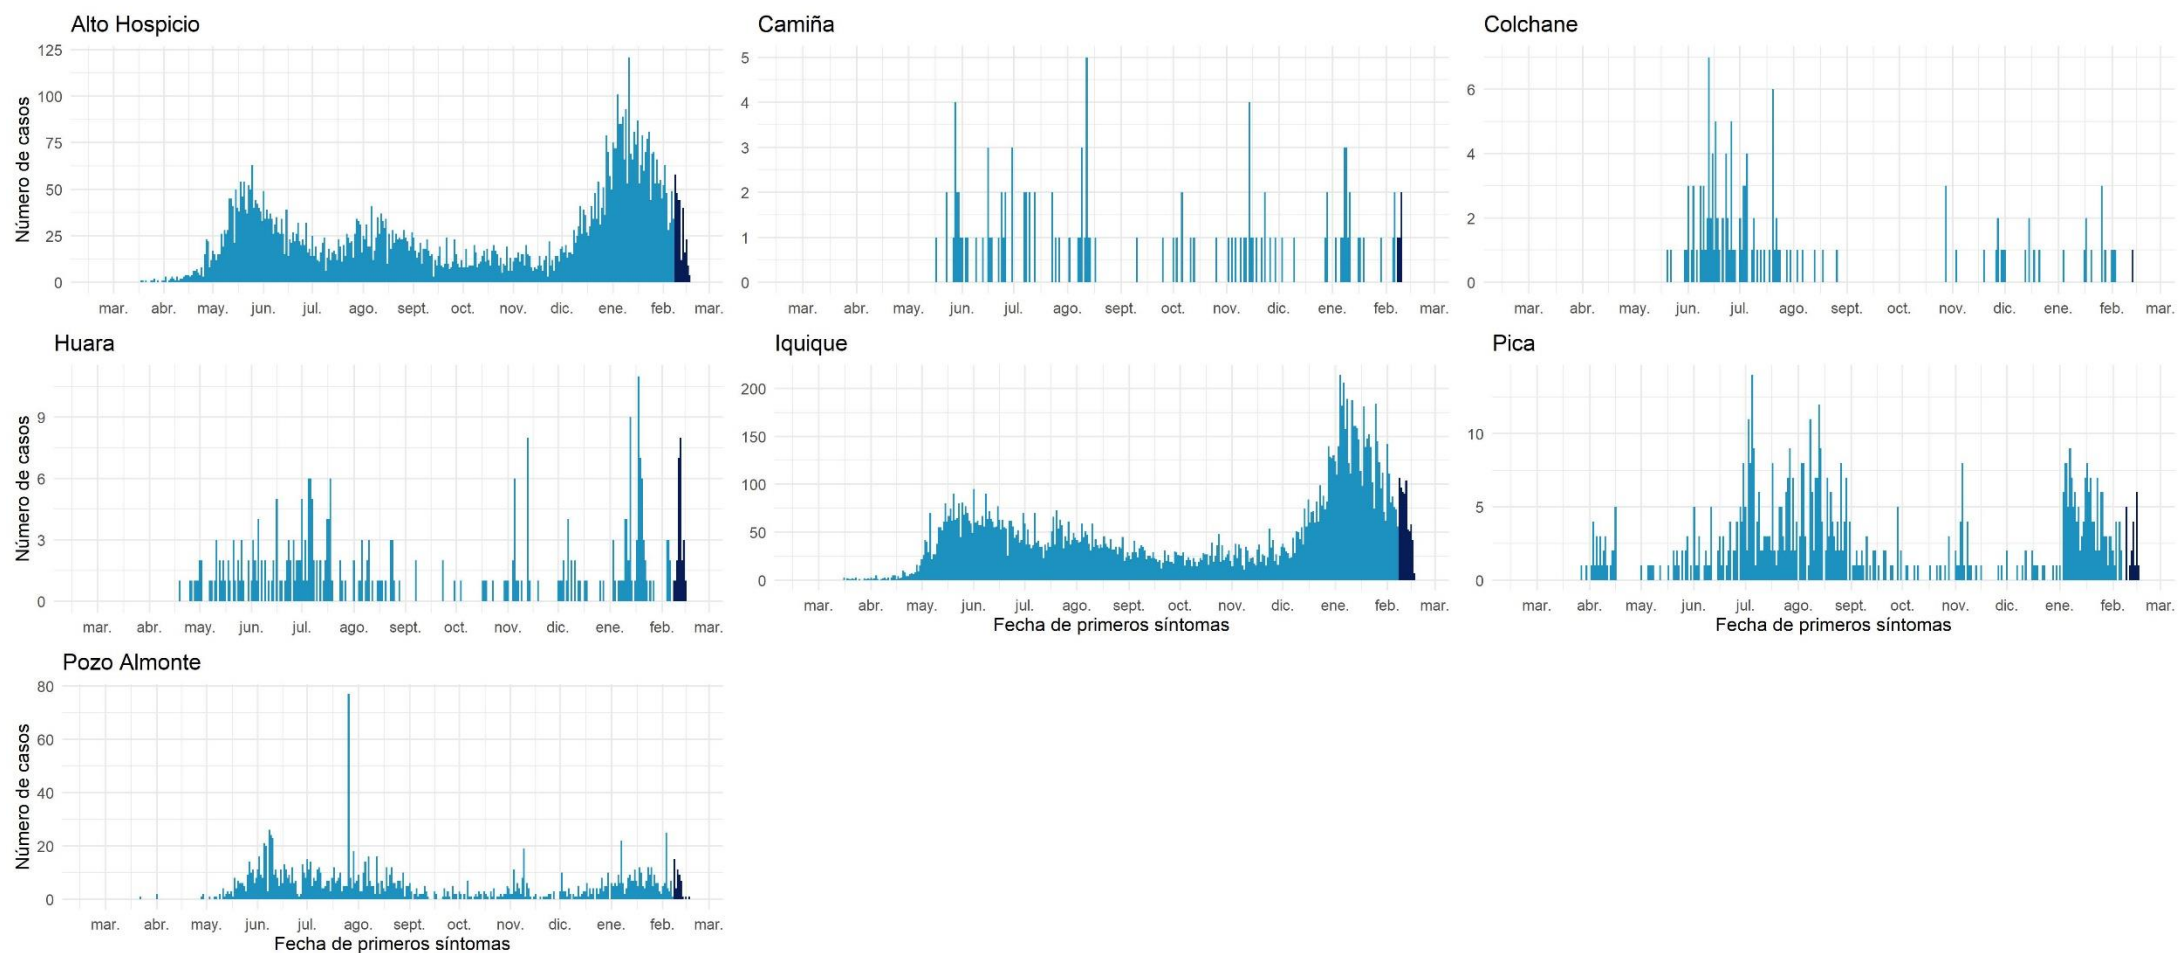 Alto Hospicio
Camiña
Colchane
Número de casos
125
100
75
50
25
0
5
4
3
2
1
0
6
4
2
0
mar. abr. may. jun. jul. ago. sept. oct. nov. dic. ene. feb. mar.
mar. abr. may. jun. jul. ago. sept. oct. nov. dic. ene. feb. mar.
mar. abr. may. jun. jul. ago. sept. oct. nov. dic. ene. feb. mar.
Huara
Iquique
Pica
Número de casos
9
6
3
0
200
150
100
50
0
10
5
0
mar. abr. may. jun. jul. ago. sept. oct. nov. dic. ene. feb. mar.
mar. abr. may. jun. jul. ago. sept. oct. nov. dic. ene. feb. mar.
Fecha de primeros síntomas
mar. abr. may. jun. jul. ago. sept. oct. nov. dic. ene. feb. mar.
Fecha de primeros síntomas
Pozo Almonte
Número de casos
80
60
40
20
0
mar. abr. may. jun. jul. ago. sept. oct. nov. dic. ene. feb. mar.
Fecha de primeros síntomas